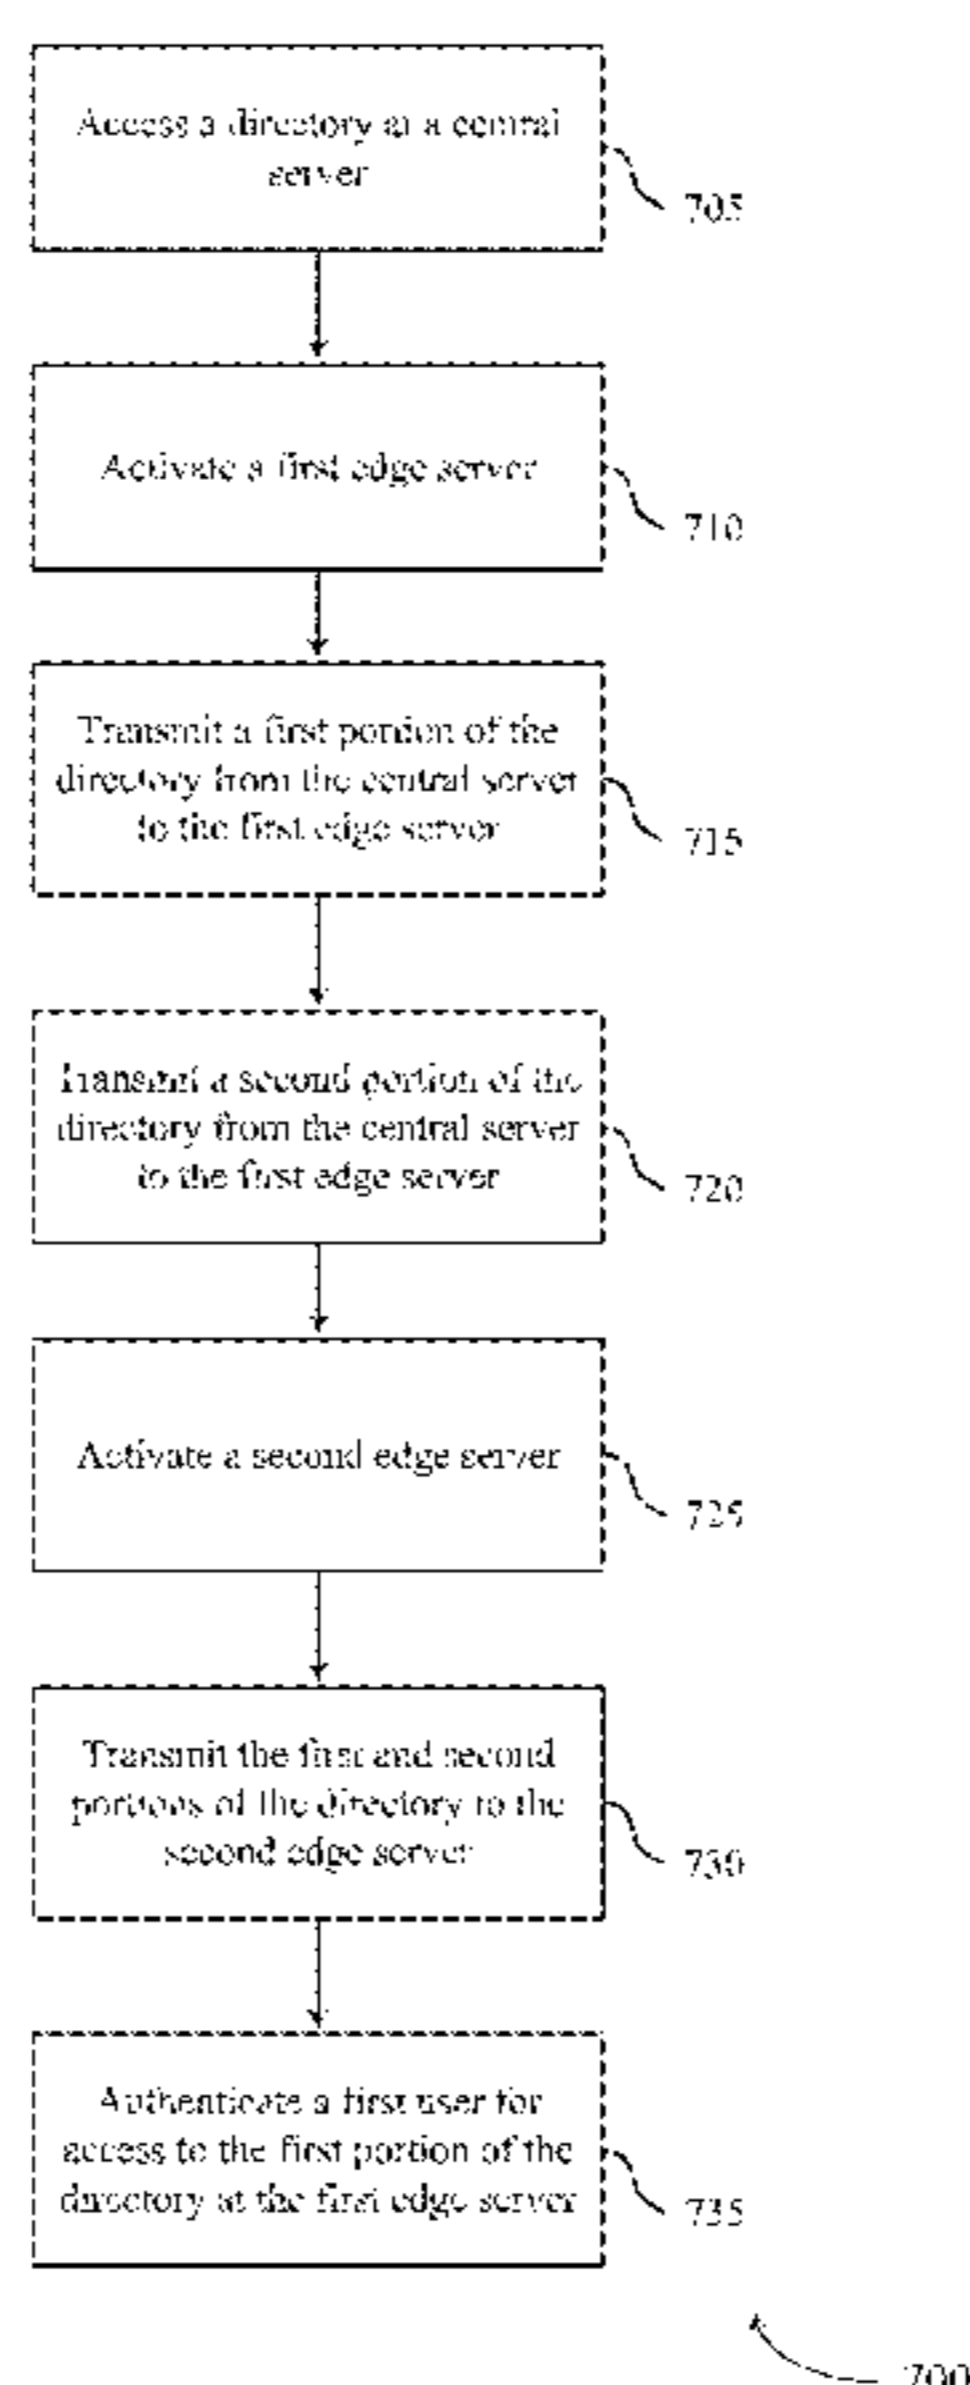 Access a directory at a central
server
705
Activate a first edge server
710
Transmit a first portion of the
directory from the central server
to the first edge server
715
Transmit a second portion of the
directory from the central server
to the first edge server
720
Activate a second edge server
725
Transmit the first and second
portions of the directory to the
second edge server
730
Authenticate a first user for
access to the first portion of the
directory at the first edge server
735
700